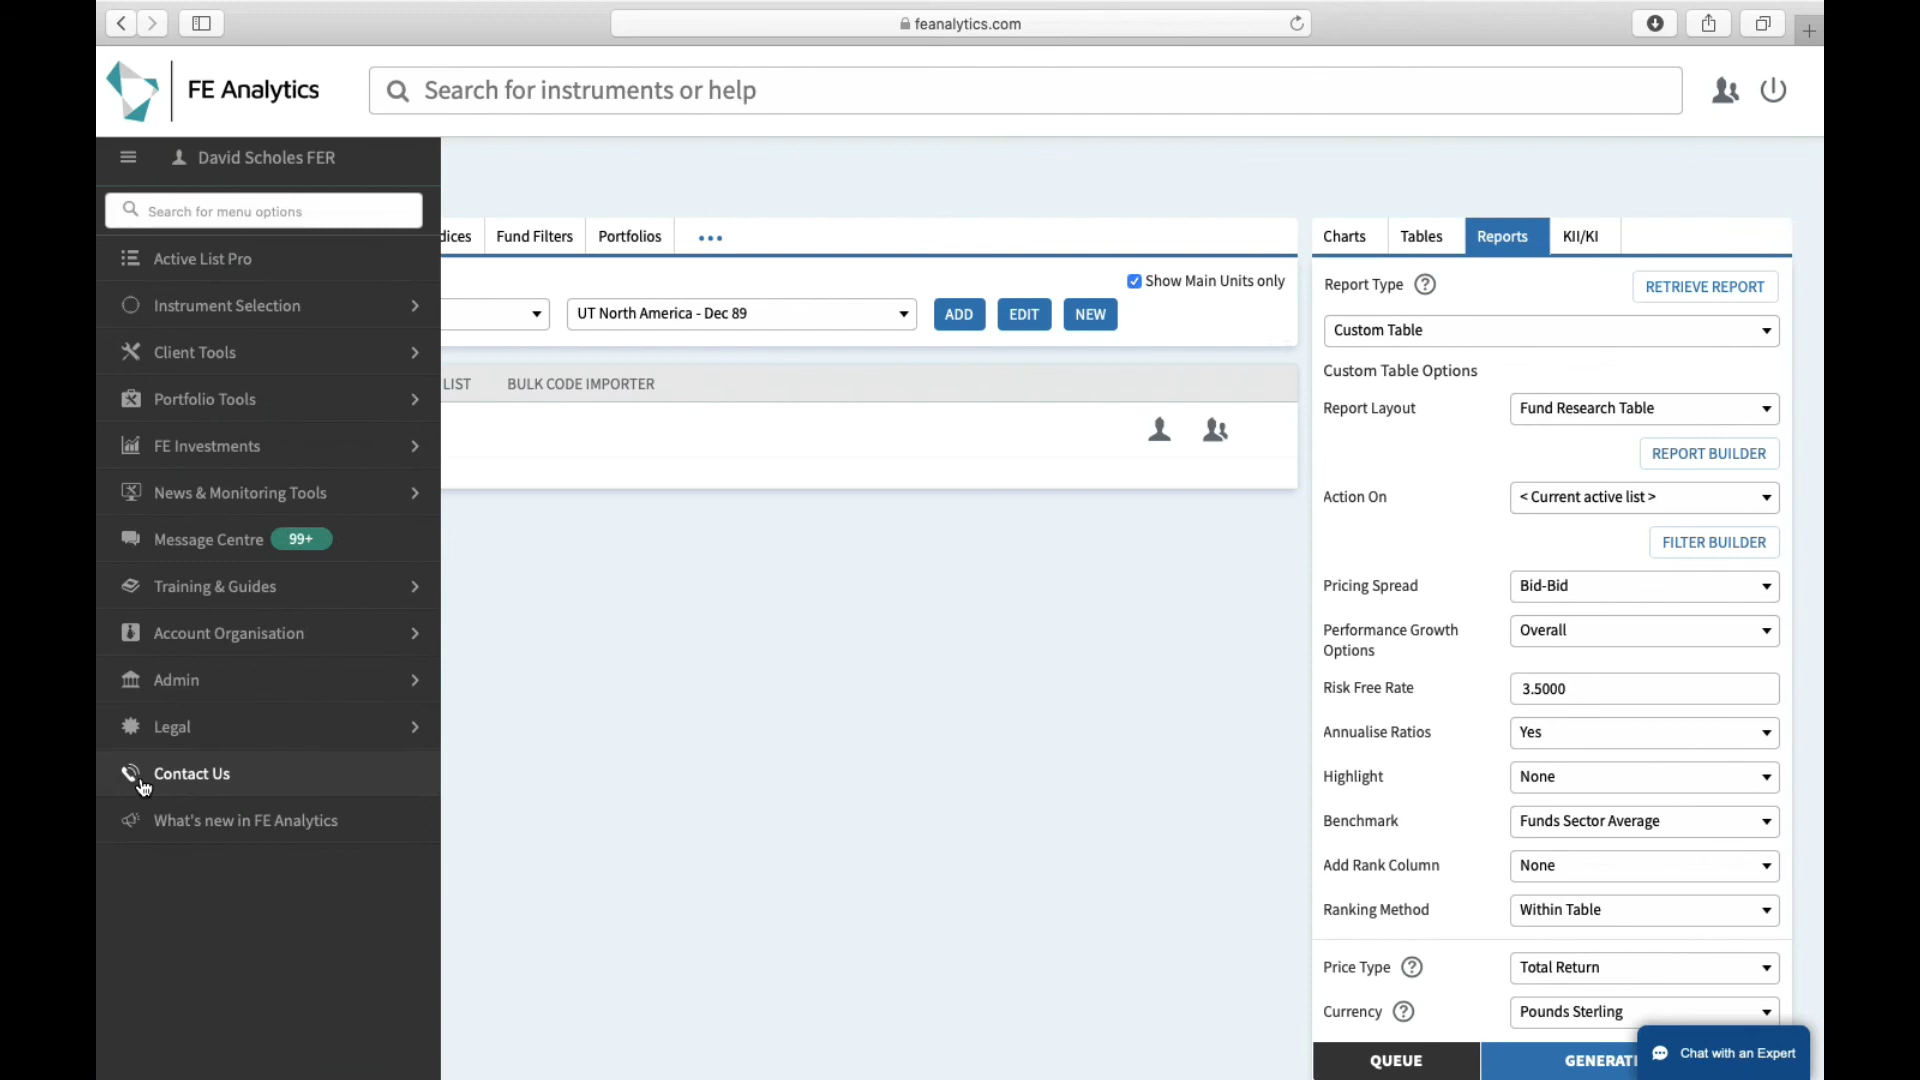 feanalytics.com
FE Analytics
Search for instruments or help
David Scholes FER
Search for menu options
Active List Pro
Instrument Selection
Client Tools
Portfolio Tools
FE Investments
News & Monitoring Tools
Message Centre 99+
Training & Guides
Account Organisation
Admin
Legal
Contact Us
What's new in FE Analytics
dices Fund Filters Portfolios
Show Main Units only
UT North America - Dec 89 ADD EDIT NEW
LIST BULK CODE IMPORTER
Charts Tables Reports KII/KI
Report Type ? RETRIEVE REPORT
Custom Table
Custom Table Options
Report Layout Fund Research Table
REPORT BUILDER
Action On < Current active list >
FILTER BUILDER
Pricing Spread Bid-Bid
Performance Growth Options Overall
Risk Free Rate 3.5000
Annualise Ratios Yes
Highlight None
Benchmark Funds Sector Average
Add Rank Column None
Ranking Method Within Table
Price Type ? Total Return
Currency ? Pounds Sterling
QUEUE GENERAT
Chat with an Expert